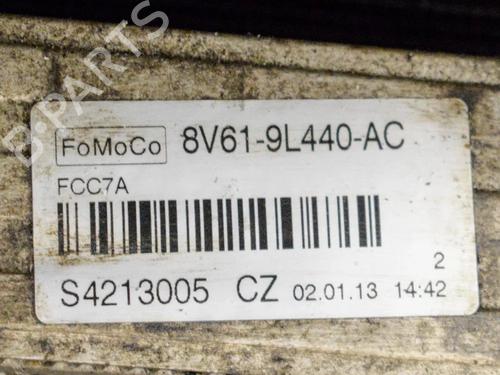 B-PARTS
FoMoCo 8V61-9L440-AC
FCC7A
2
S4213005 CZ 02.01.13 14:42